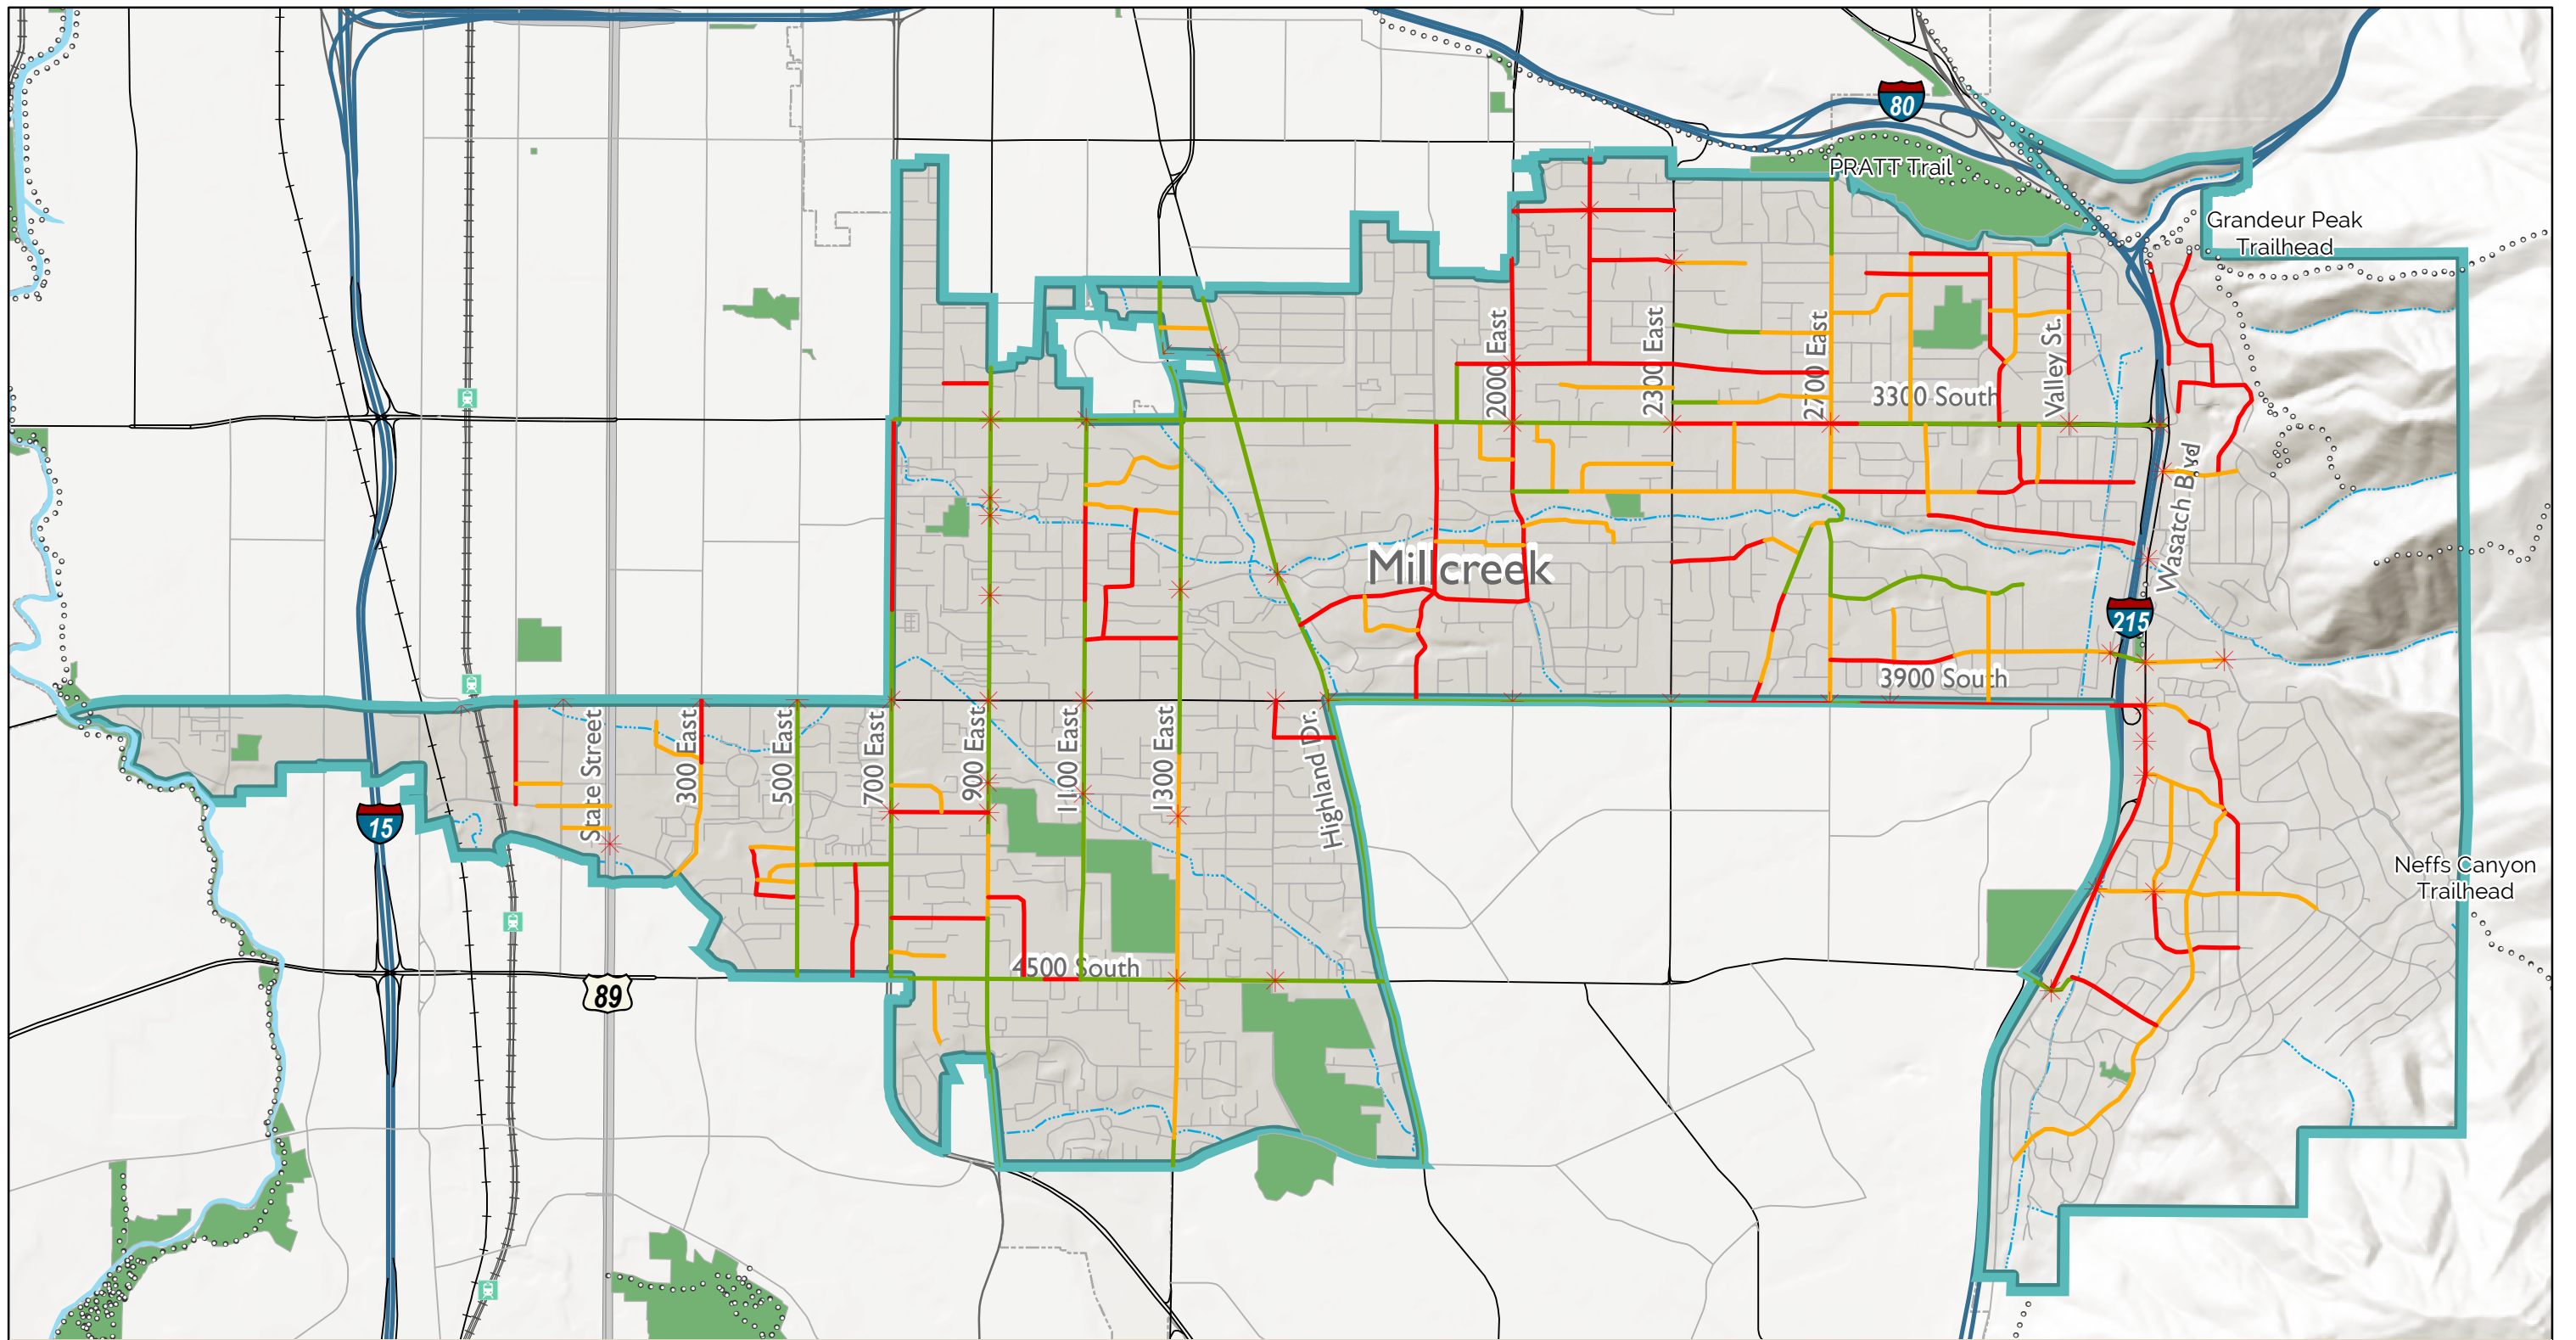 80
PRATT Trail
Grandeur Peak
Trailhead
2000 East
2300 East
2700 East
Valley St.
3300 South
Wasatch Blvd
Millcreek
215
3900 South
State Street
300 East
500 East
700 East
900 East
1100 East
1300 East
Highland Dr.
15
Neffs Canyon
Trailhead
4500 South
89